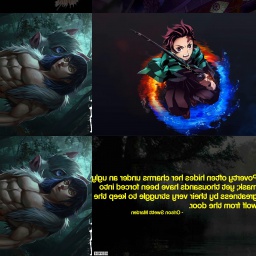 Poverty often hides her charms under an ugly
mask; yet thousands have been forced into
greatness by their very struggle to keep the
wolf from the door.
- Orison Swett Marden